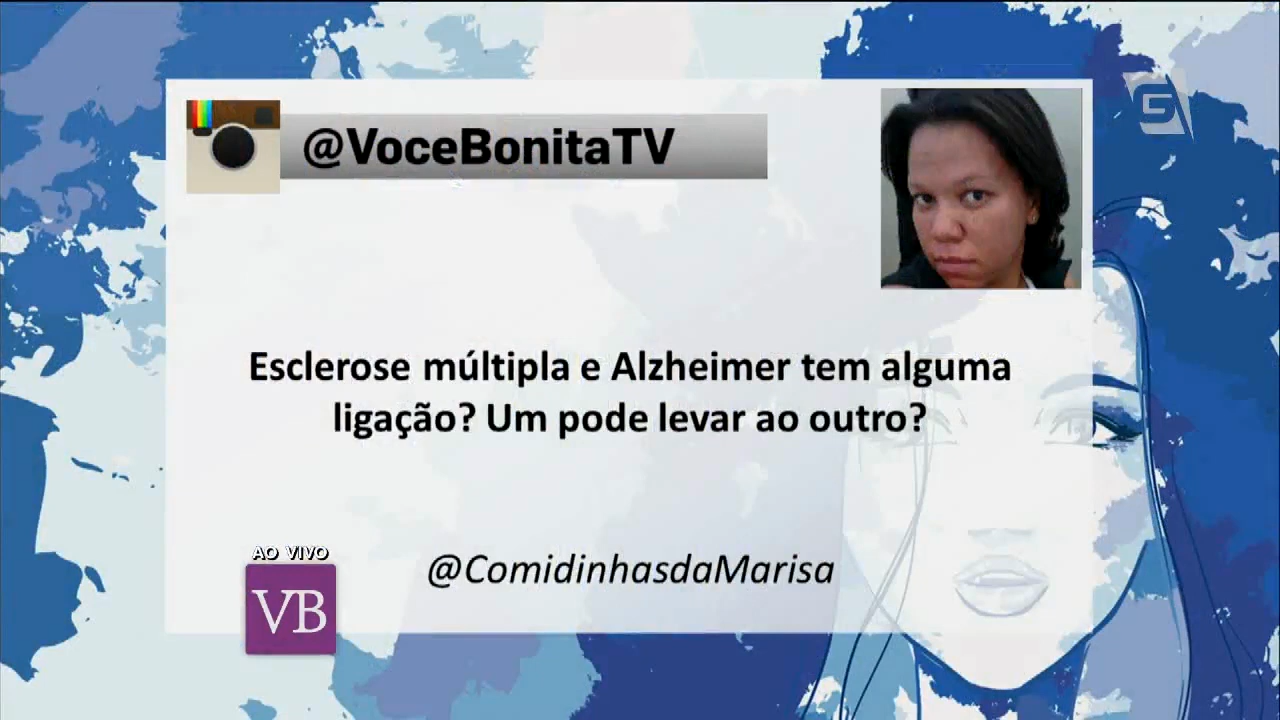 @VoceBonitaTV
Esclerose múltipla e Alzheimer tem alguma
ligação? Um pode levar ao outro?
@ComidinhasdaMarisa
AO VIVO
VB